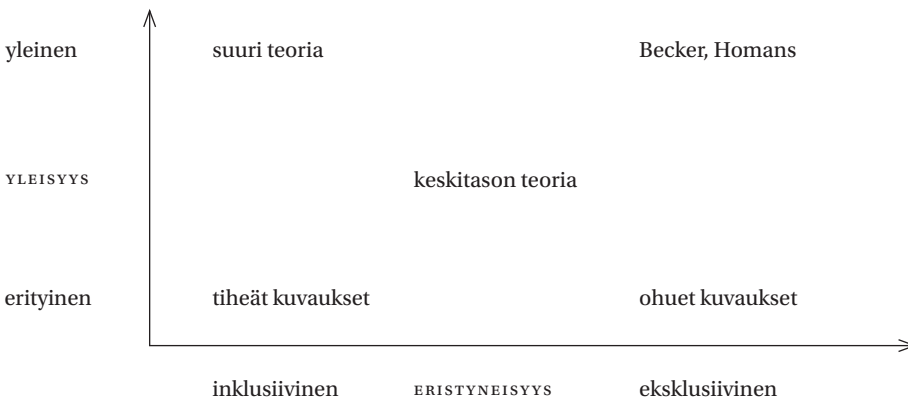 yleinen suuri teoria Becker, Homans
YLEISYYS keskitason teoria
erityinen tiheät kuvaukset ohuet kuvaukset
inklusiivinen ERISTYNEISYYS eksklusiivinen